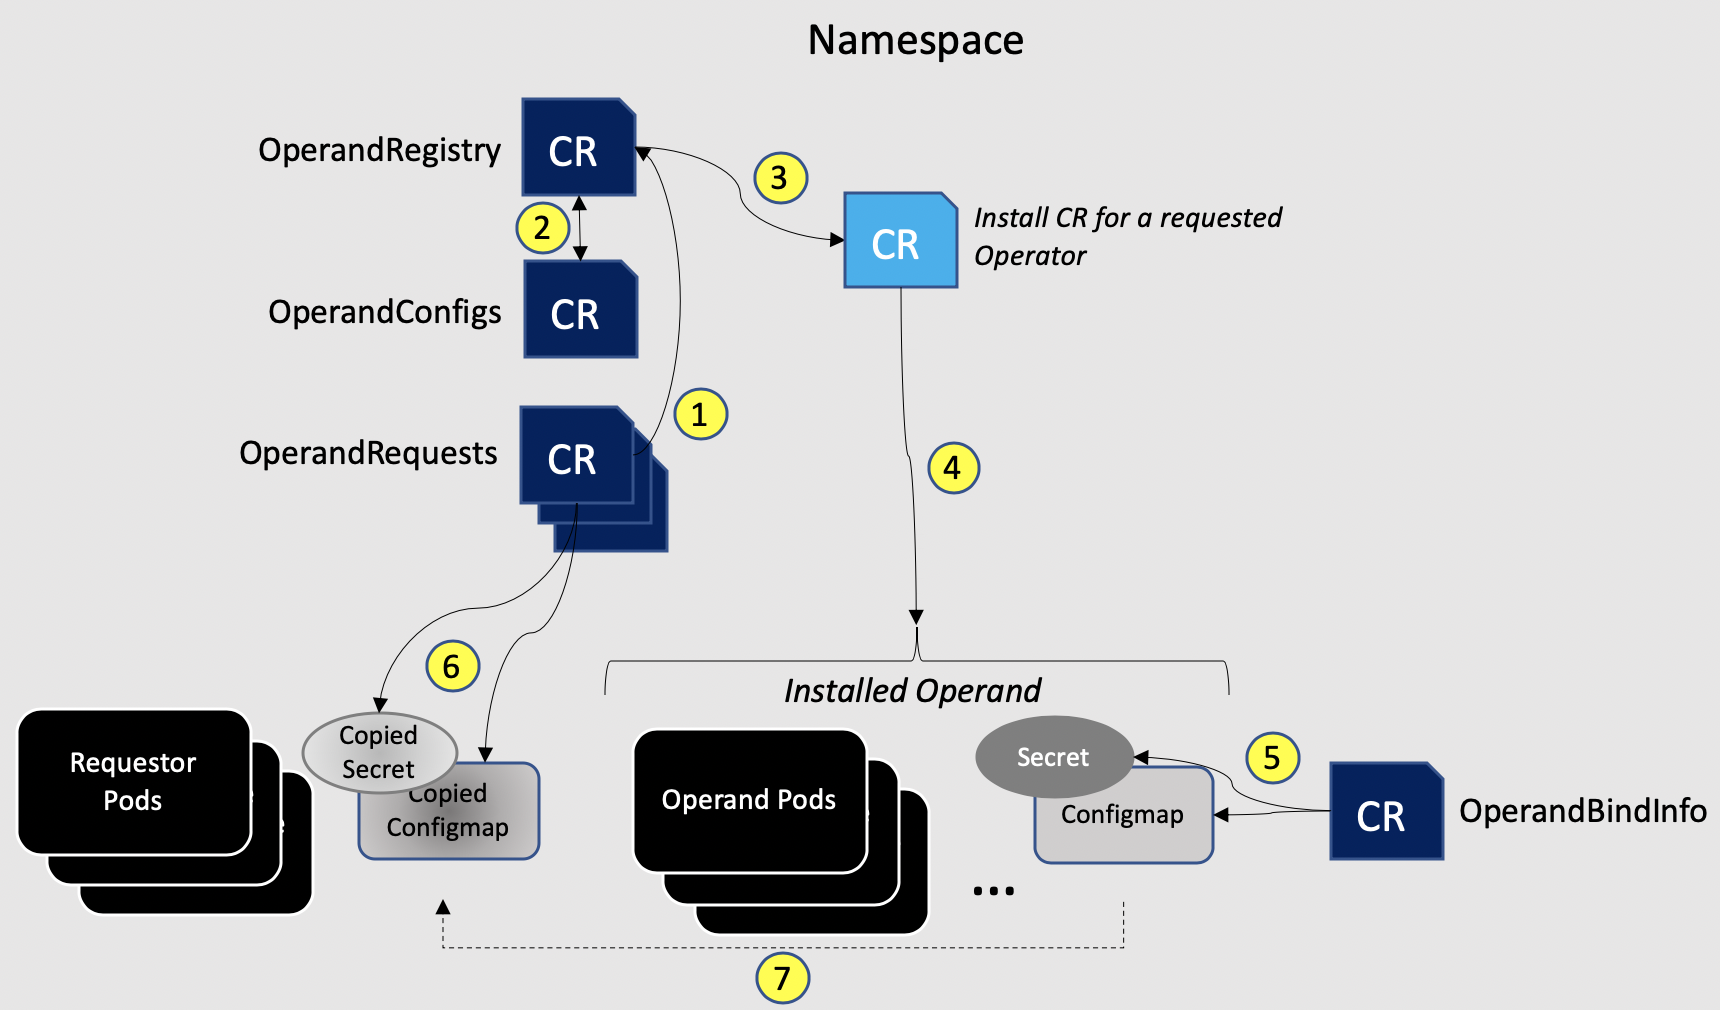 Namespace
OperandRegistry
CR
3
2
CR
Install CR for a requested
Operator
OperandConfigs
CR
1
OperandRequests
CR
4
6
Installed Operand
Requestor
Pods
Copied
Secret
Copied
Configmap
Operand Pods
Secret
Configmap
5
CR
OperandBindInfo
...
7